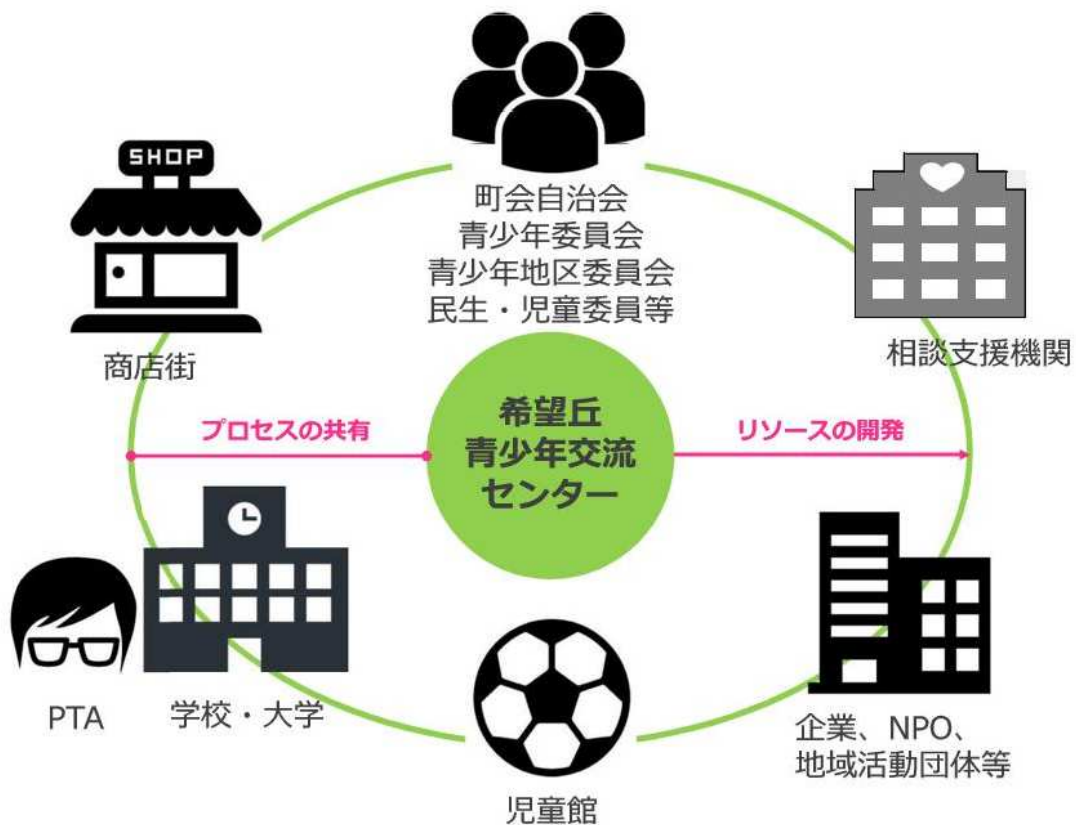 SHOP
町会自治会
青少年委員会
青少年地区委員会
民生・児童委員等
商店街
相談支援機関
プロセスの共有
希望丘
青少年交流
センター
リソースの開発
PTA
学校・大学
企業、NPO、
地域活動団体等
児童館